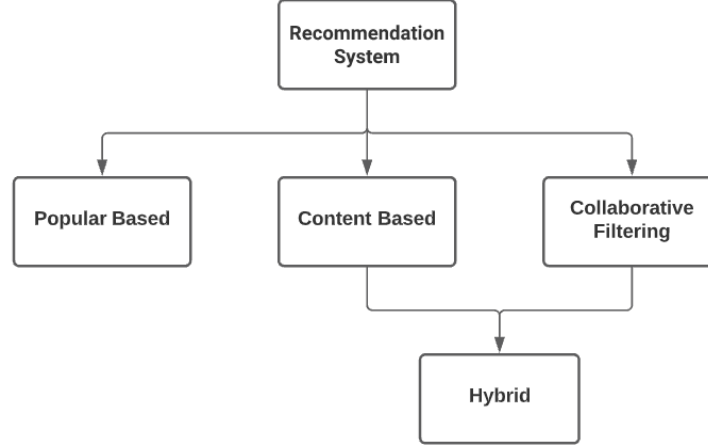 Recommendation
System
Popular Based
Content Based
Collaborative
Filtering
Hybrid